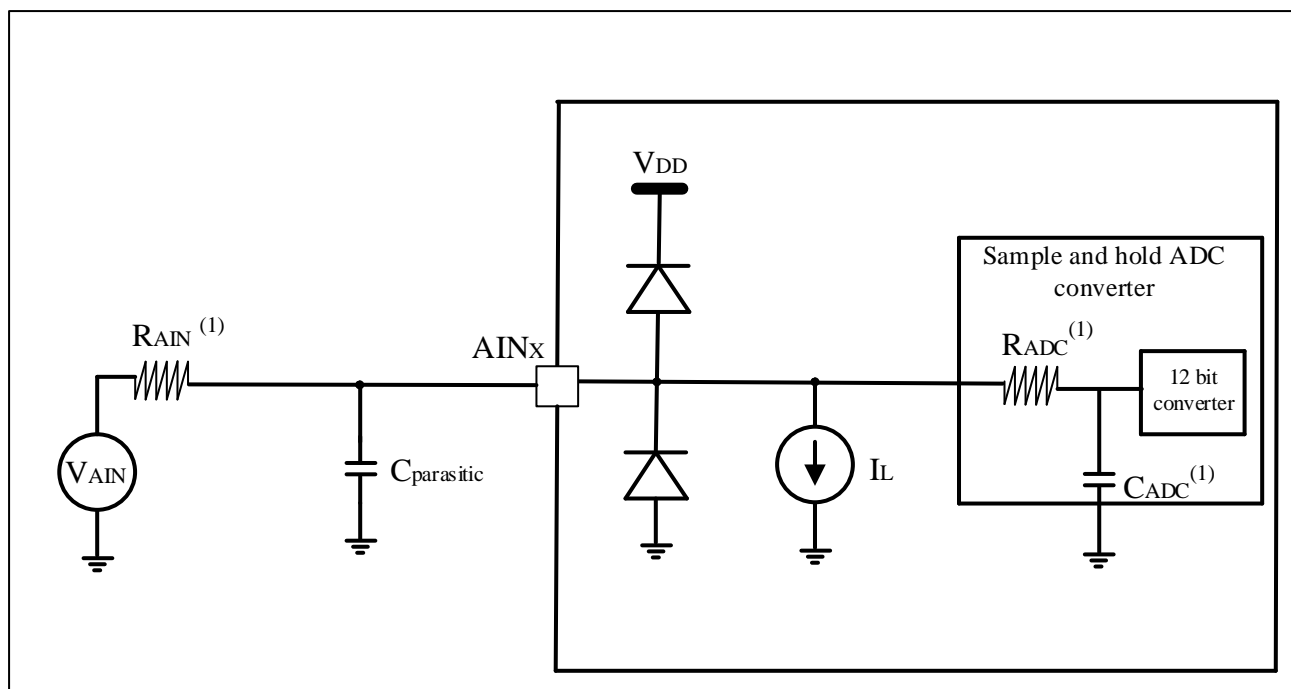 VDD
Sample and hold ADC
converter
RAIN (1)
AINX
RADC(1)
12 bit
converter
VAIN
Cparasitic
IL
CADC(1)